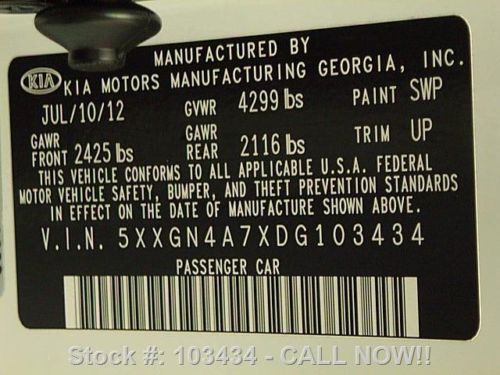 MANUFACTURED BY
KIA KIA MOTORS MANUFACTURING GEORGIA, INC.
JUL/10/12 GVWR 4299 lbs PAINT SWP
GAWR FRONT 2425 lbs GAWR REAR 2116 lbs TRIM UP
THIS VEHICLE CONFORMS TO ALL APPLICABLE U.S.A. FEDERAL
MOTOR VEHICLE SAFETY, BUMPER, AND THEFT PREVENTION STANDARDS
IN EFFECT ON THE DATE OF MANUFACTURE SHOWN ABOVE.
V.I.N. 5XXGN4A7XDG103434
PASSENGER CAR
Stock #: 103434 - CALL NOW!!